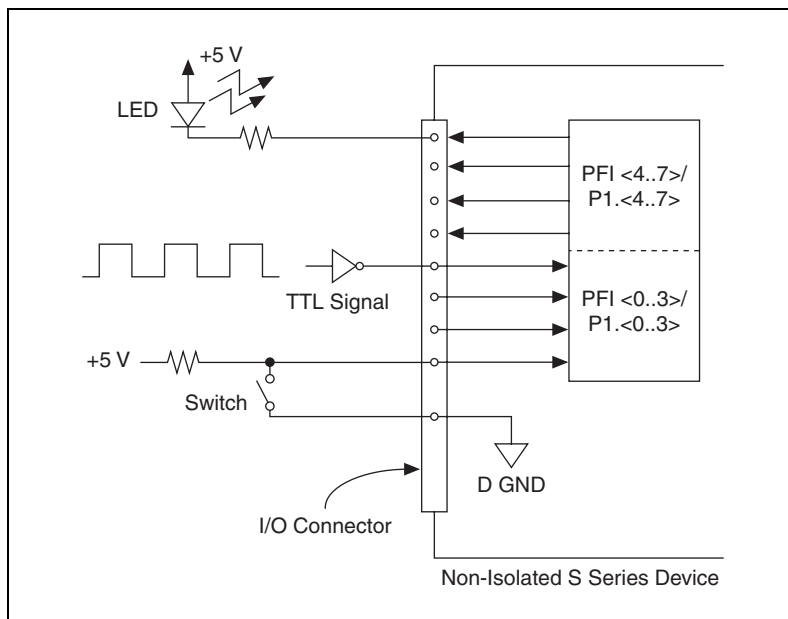 +5 V
LED
PFI <4..7>/
P1.<4..7>
TTL Signal
PFI <0..3>/
P1.<0..3>
+5 V
Switch
D GND
I/O Connector
Non-Isolated S Series Device